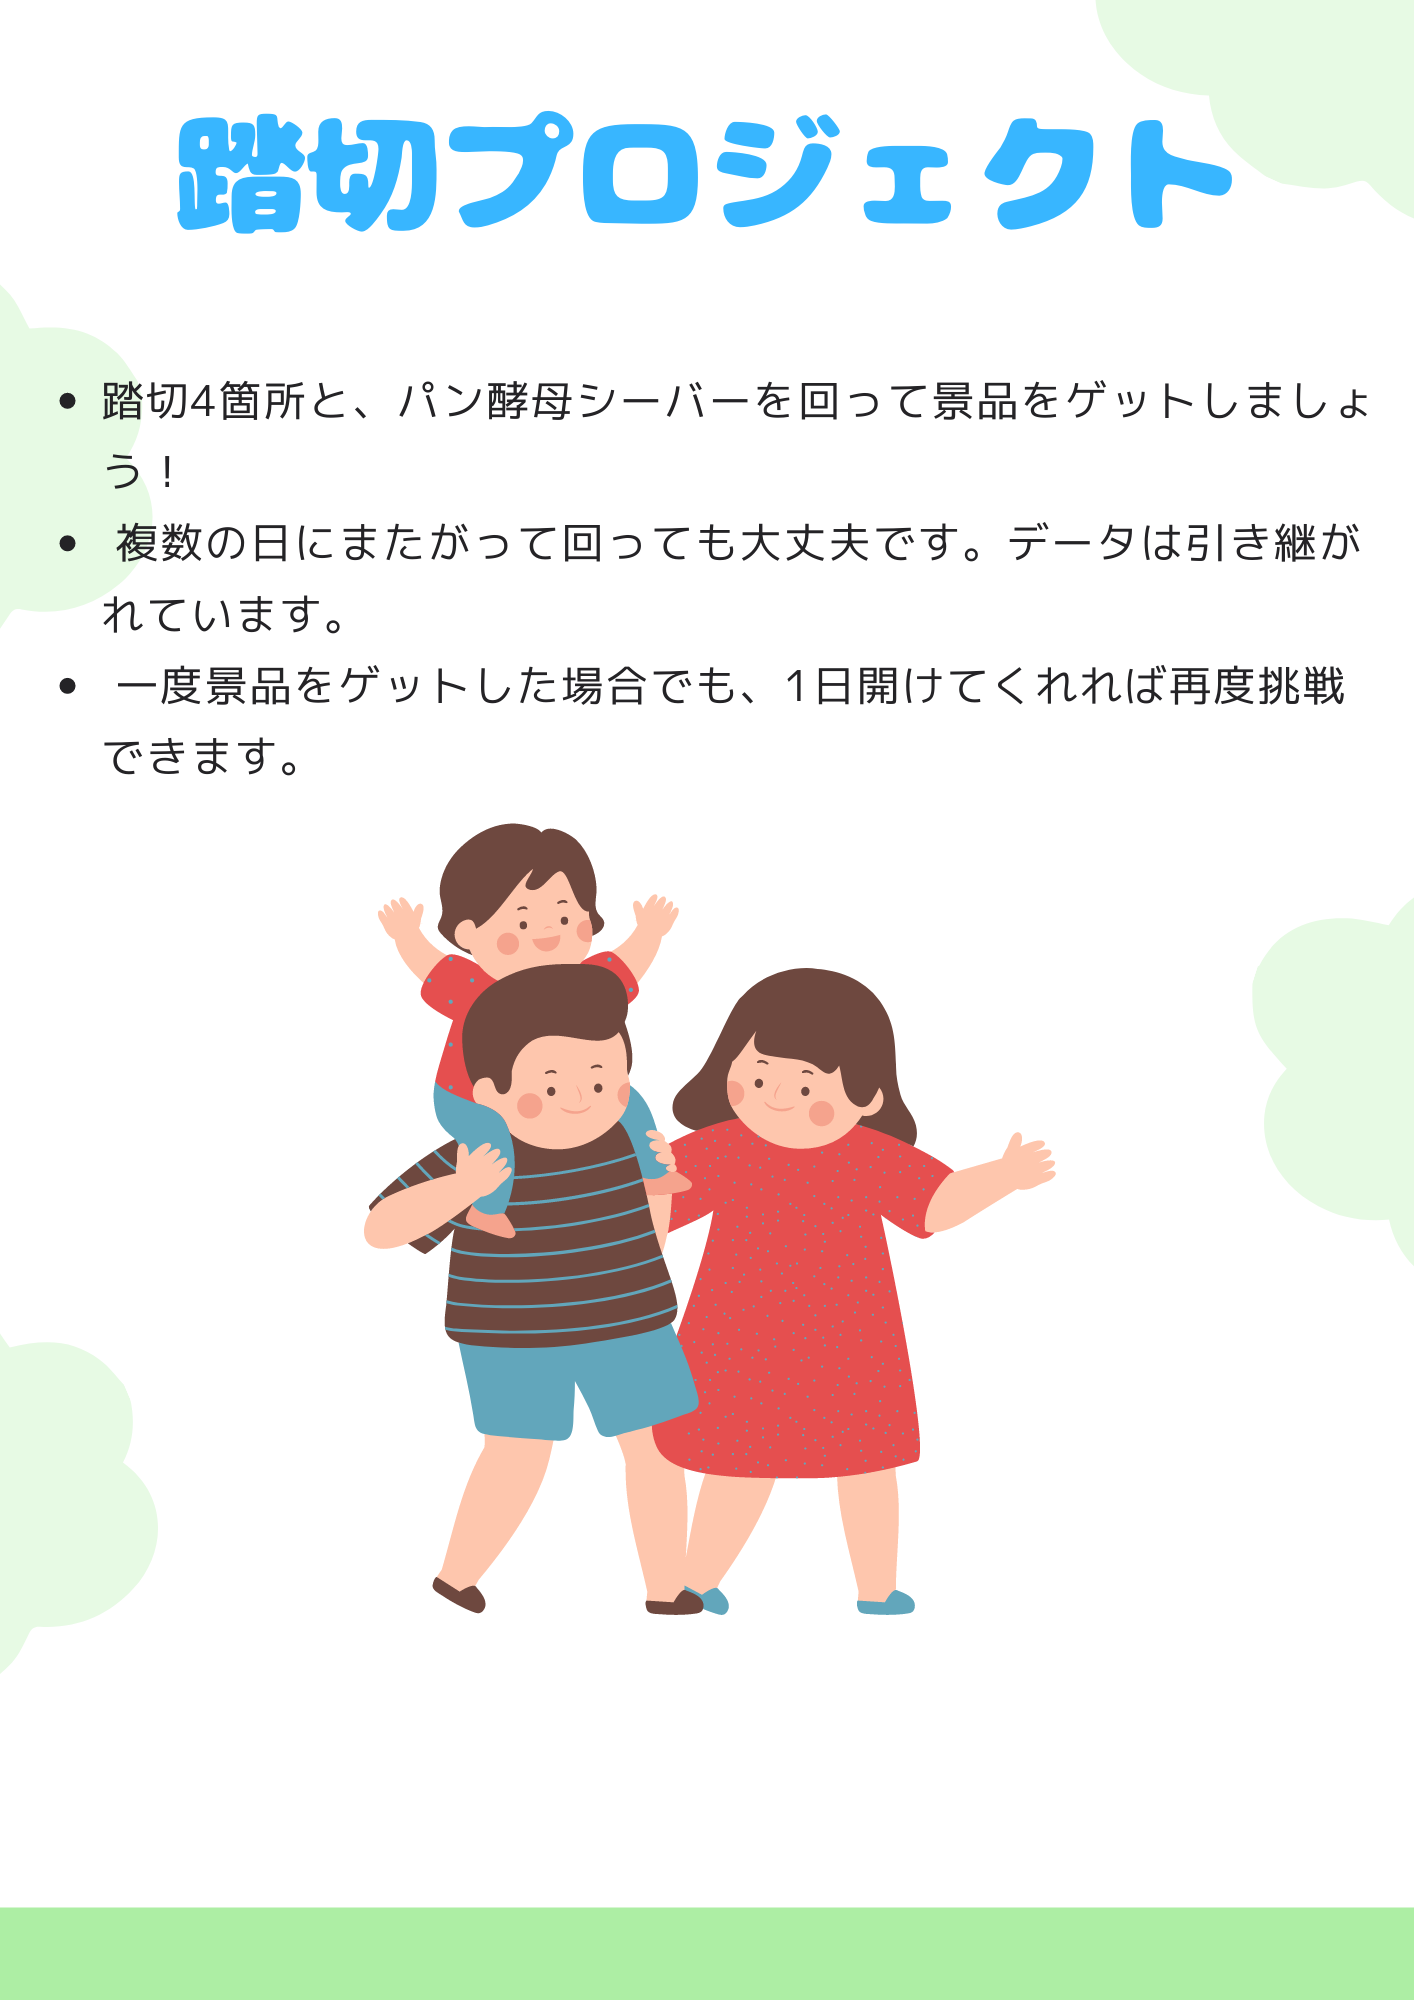 踏切プロジェクト
• 踏切4箇所と、パン酵母シーバーを回って景品をゲットしましょ
う！
• 複数の日にまたがって回っても大丈夫です。データは引き継が
れています。
• 一度景品をゲットした場合でも、1日開けてくれれば再度挑戦
できます。